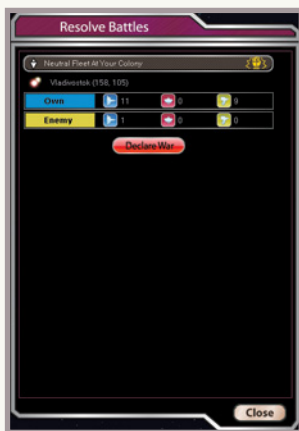 Resolve Battles
Neutral Fleet At Your Colony
Vladivostok (158, 105)
Own 11 0 9
Enemy 1 0 0
Declare War
Close